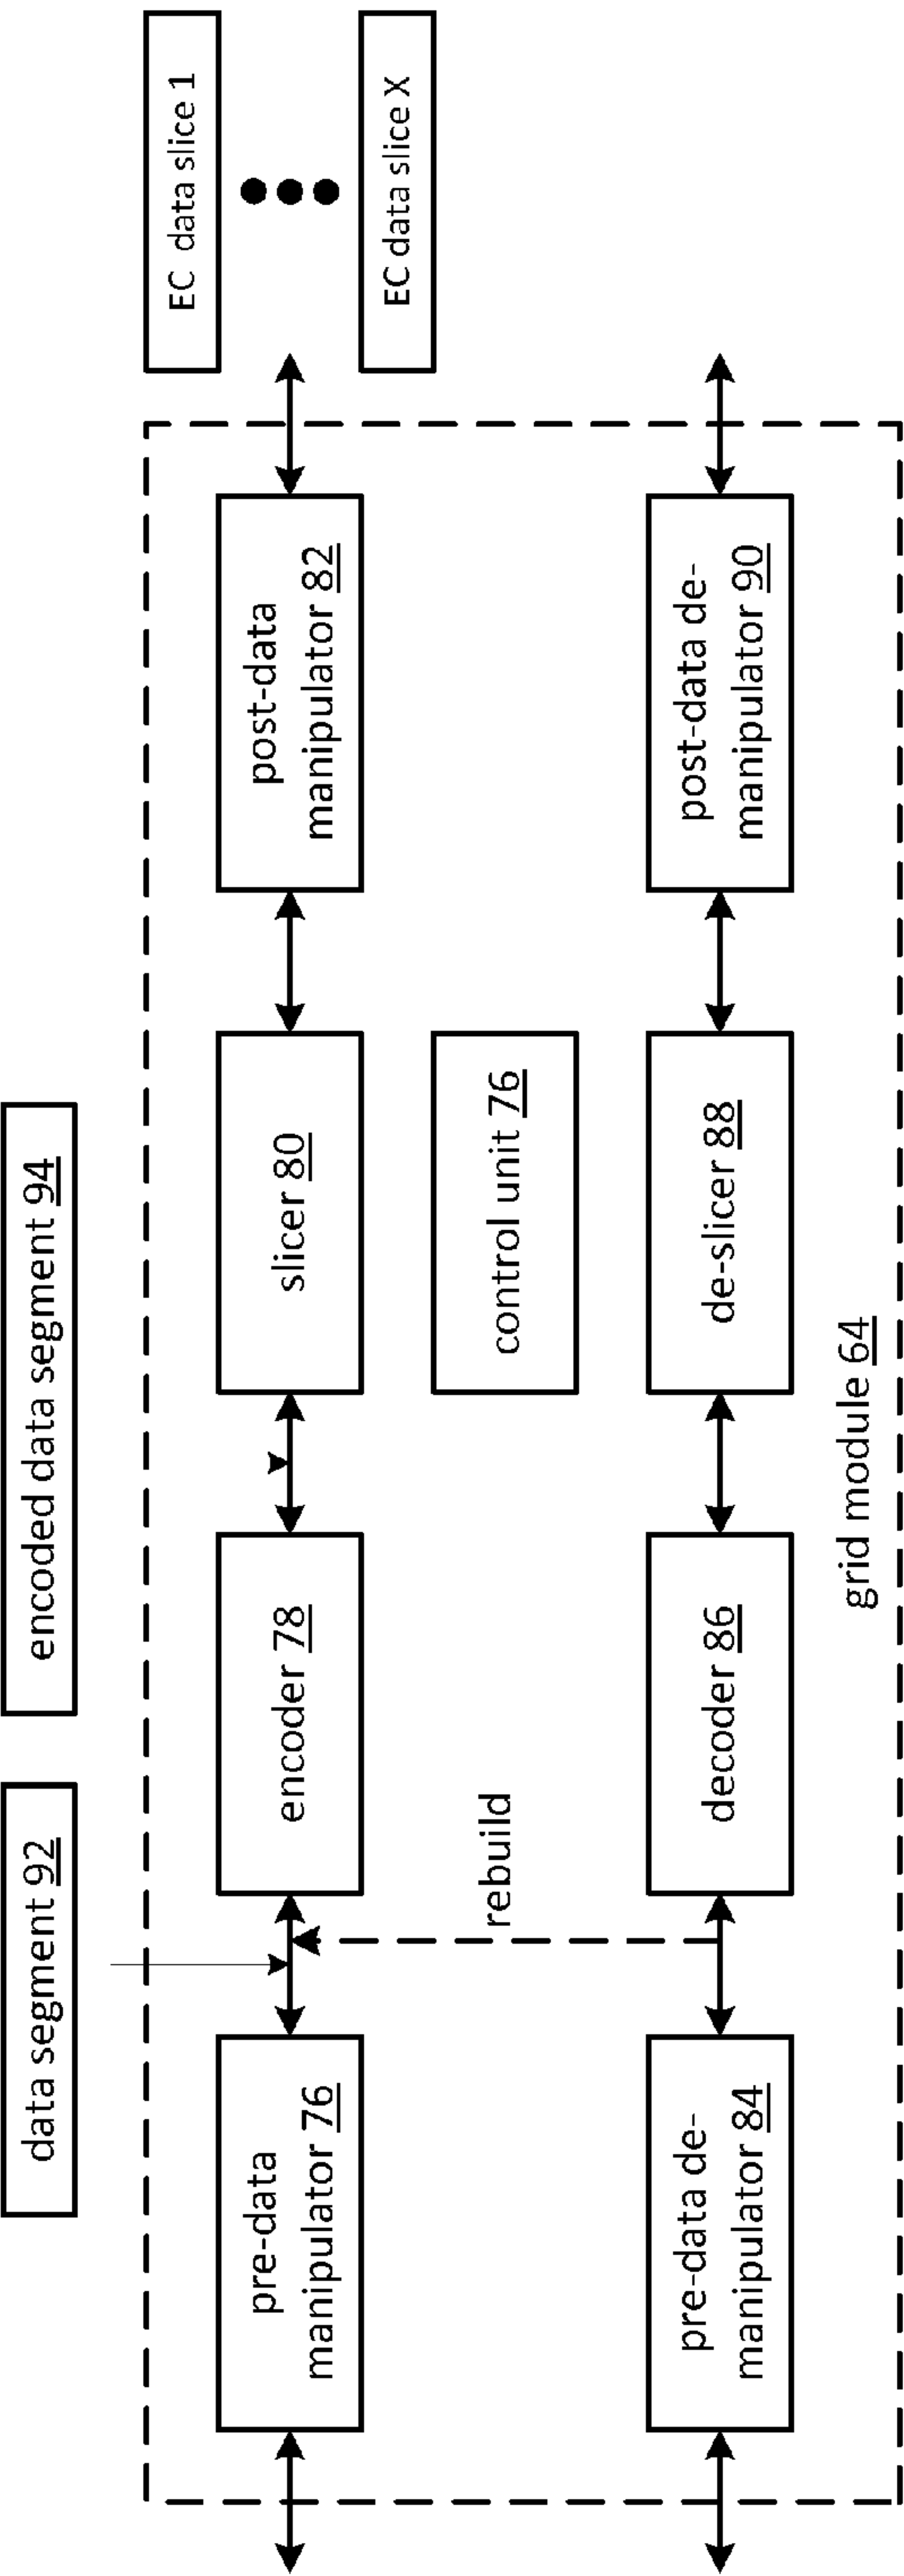 data segment 92
encoded data segment 94
EC data slice 1
EC data slice X
pre-data
manipulator 76
encoder 78
slicer 80
post-data
manipulator 82
rebuild
control unit 76
pre-data de-
manipulator 84
decoder 86
de-slicer 88
post-data de-
manipulator 90
grid module 64